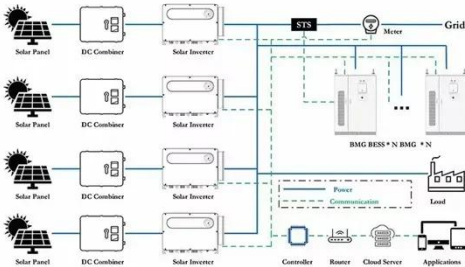 STS
Meter
Grid
Solar Panel
DC Combiner
Solar Inverter
Solar Panel
DC Combiner
Solar Inverter
BMG BESS * N BMG * N
Solar Panel
DC Combiner
Solar Inverter
Power
Communication
Load
Solar Panel
DC Combiner
Solar Inverter
Controller
Router
Cloud Server
Applications